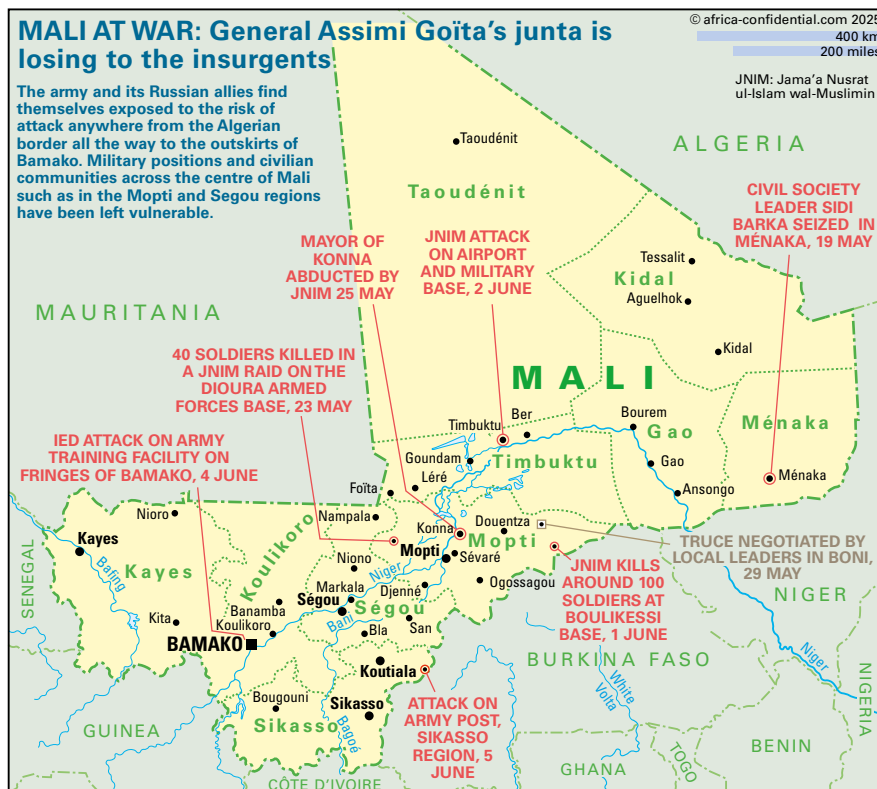 MALI AT WAR: General Assimi Goïta's junta is
losing to the insurgents
The army and its Russian allies find
themselves exposed to the risk of
attack anywhere from the Algerian
border all the way to the outskirts of
Bamako. Military positions and civilian
communities across the centre of Mali
such as in the Mopti and Segou regions
have been left vulnerable.
© africa-confidential.com 2025
400 km
200 miles
JNIM: Jama'a Nusrat
ul-Islam wal-Muslimin
ALGERIA
Taoudénit
Taoudénit
CIVIL SOCIETY
LEADER SIDI
BARKA SEIZED IN
MÉNAKA, 19 MAY
MAYOR OF
KONNA
ABDUCTED BY
JNIM 25 MAY
JNIM ATTACK
ON AIRPORT
AND MILITARY
BASE, 2 JUNE
Tessalit
Kidal
Aguelhok
Kidal
MAURITANIA
40 SOLDIERS KILLED IN
A JNIM RAID ON THE
DIOURA ARMED
FORCES BASE, 23 MAY
MALI
IED ATTACK ON ARMY
TRAINING FACILITY ON
FRINGES OF BAMAKO, 4 JUNE
Timbuktu
Ber
Bourem
Gao
Ménaka
Goundam
Timbuktu
Gao
Ménaka
Léré
Foïta
Ansongo
Nioro
Nampala
Konna
Douentza
Mopti
TRUCE NEGOTIATED BY
LOCAL LEADERS IN BONI,
29 MAY
Kayes
Kayes
Bafing
Koulikoro
Niono
Niger
Mopti
Sévaré
Ogossagou
JNIM KILLS
AROUND 100
SOLDIERS AT
BOULIKESSI
BASE, 1 JUNE
SENEGAL
Markala
Djenné
Ségou
Ségou
Banamba
Koulikoro
Bani
San
Bla
Kita
BAMAKO
NIGER
Niger
NIGERIA
BURKINA FASO
White
Volta
Koutiala
Bougouni
Sikasso
Sikasso
Bagoé
ATTACK ON
ARMY POST,
SIKASSO
REGION, 5
JUNE
GUINEA
CÔTE D'IVOIRE
GHANA
TOGO
BENIN